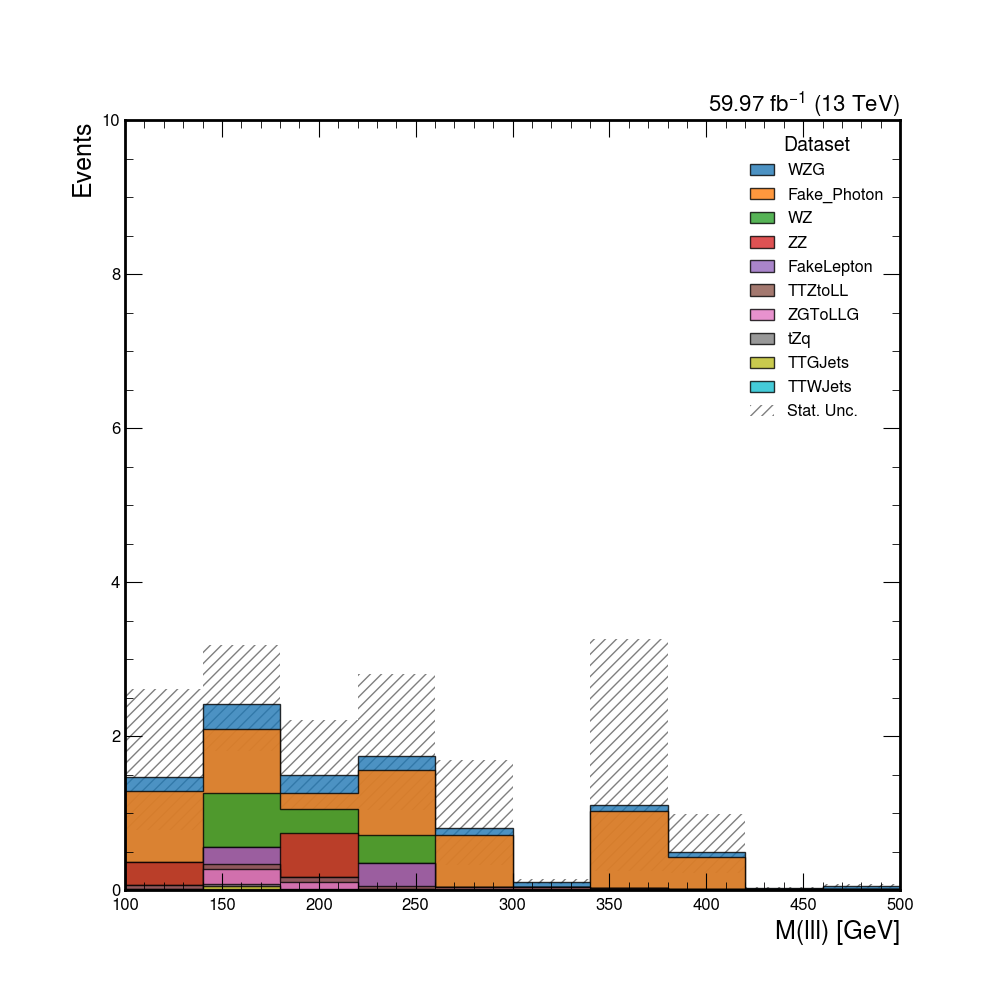 59.97 fb⁻¹ (13 TeV)
Events
10
8
6
4
2
0
Dataset
WZG
Fake_Photon
WZ
ZZ
FakeLepton
TTZtoLL
ZGToLLG
tZq
TTGJets
TTWJets
Stat. Unc.
100 150 200 250 300 350 400 450 500
M(lll) [GeV]